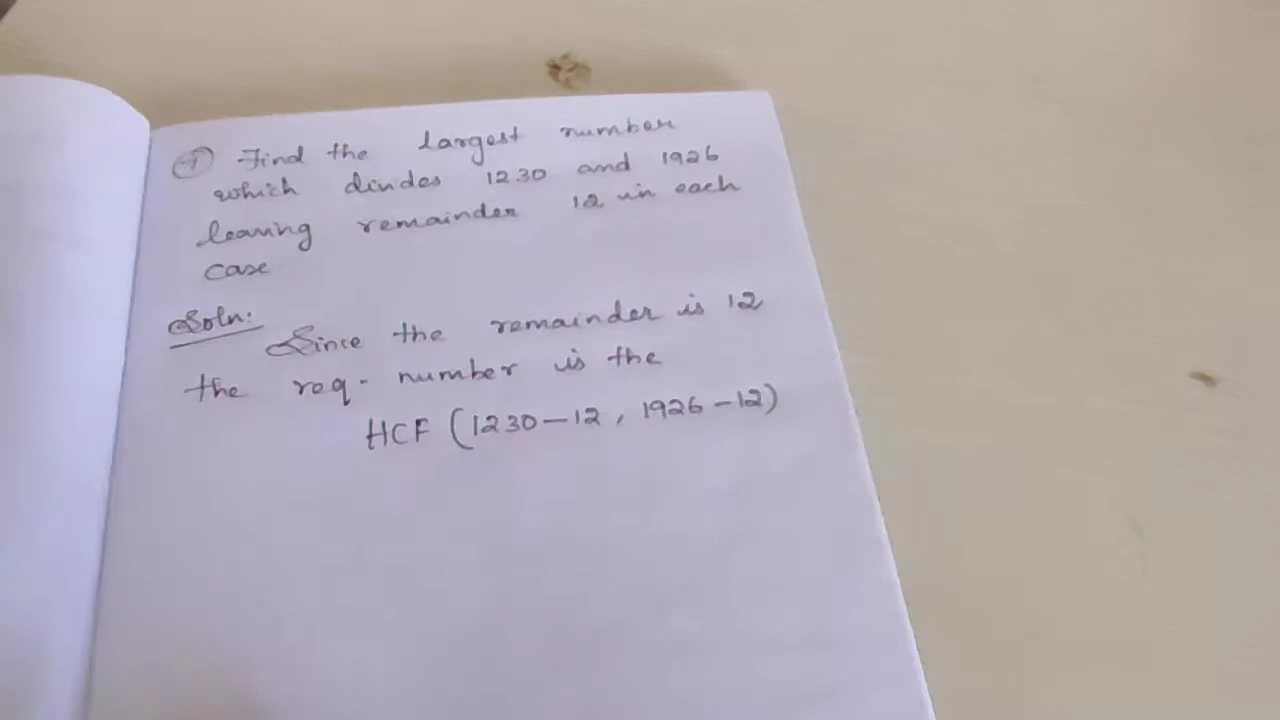 ① Find the largest number
which divides 1230 and 1926
leaving remainder 12 in each
case
Soln:
Since the remainder is 12
the req. number is the
HCF (1230-12, 1926-12)